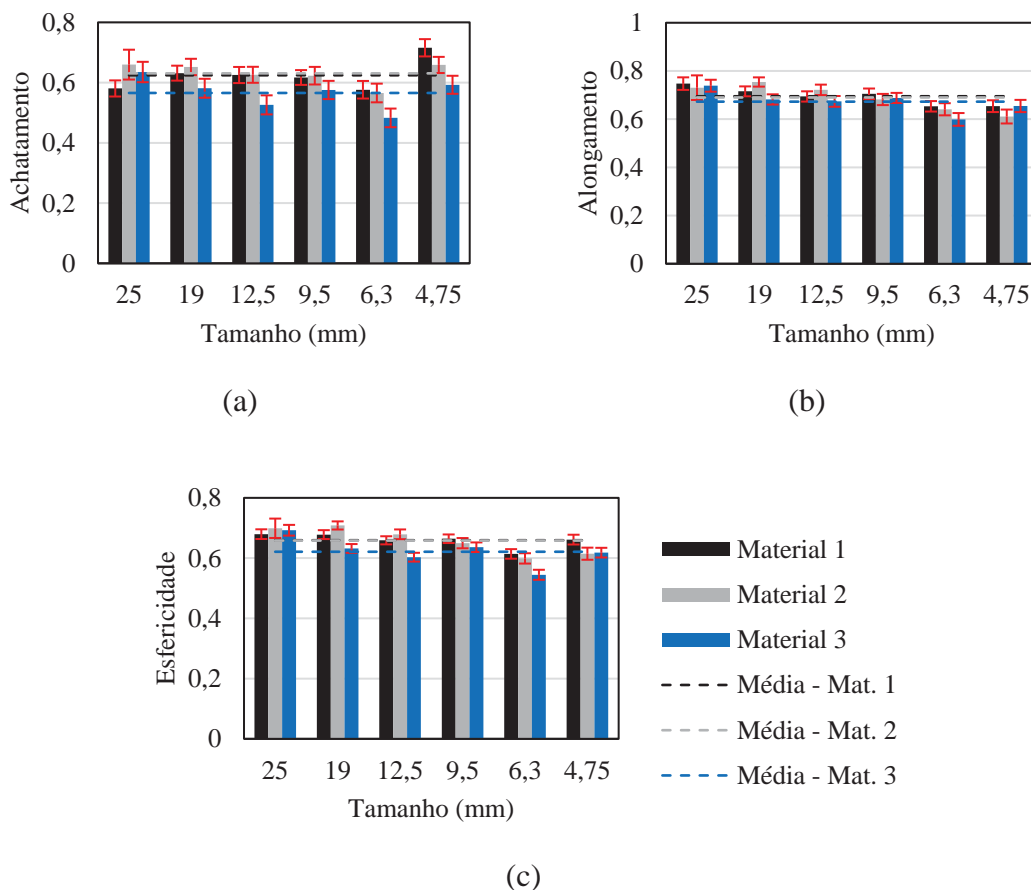 0,8
0,6
0,4
0,2
0
Achatamento
25 19 12,5 9,5 6,3 4,75
Tamanho (mm)
(a)
1
0,8
0,6
0,4
0,2
0
Alongamento
25 19 12,5 9,5 6,3 4,75
Tamanho (mm)
(b)
0,8
0,6
0,4
0,2
0
Esfericidade
25 19 12,5 9,5 6,3 4,75
Tamanho (mm)
Material 1
Material 2
Material 3
Média - Mat. 1
Média - Mat. 2
Média - Mat. 3
(c)